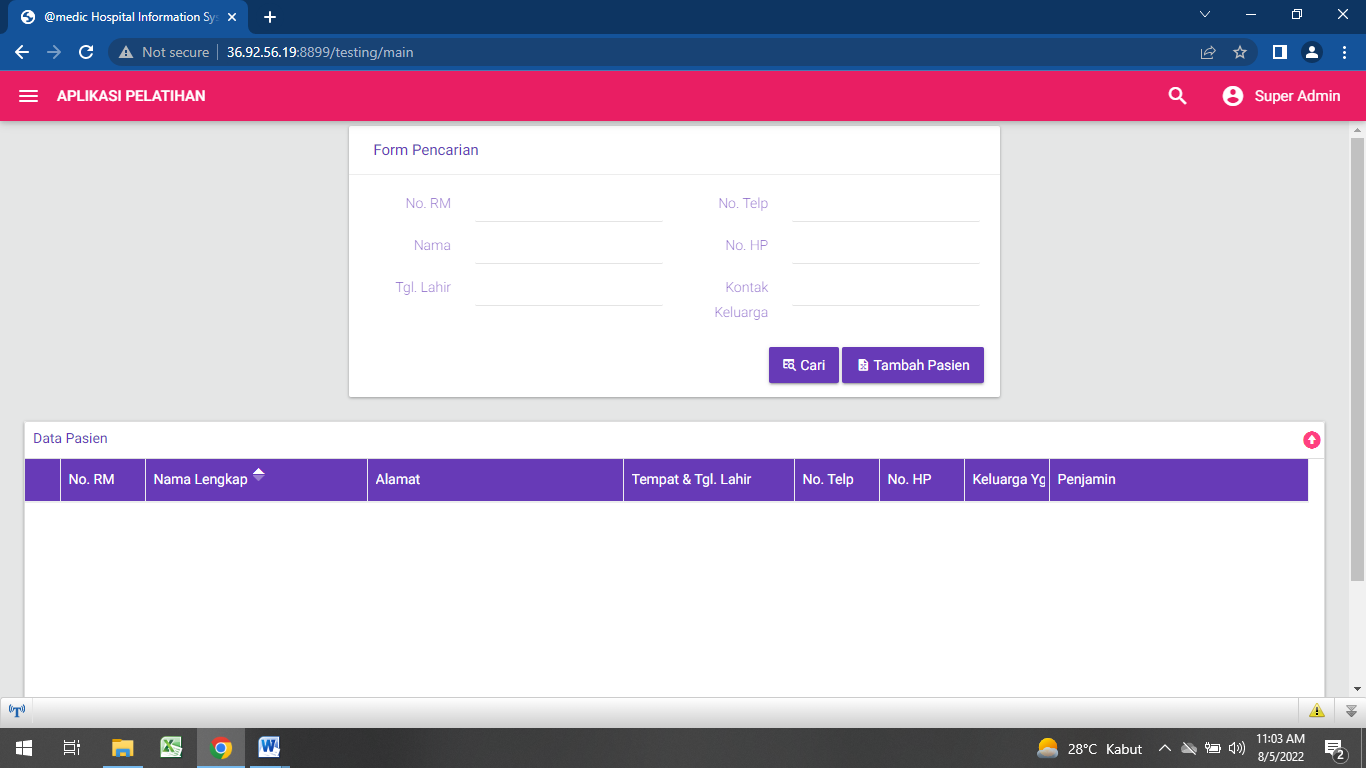 @medic Hospital Information Sys
Not secure
36.92.56.19:8899/testing/main
APLIKASI PELATIHAN
Super Admin
Form Pencarian
No. RM
No. Telp
Nama
No. HP
Tgl. Lahir
Kontak
Keluarga
Cari
Tambah Pasien
Data Pasien
No. RM
Nama Lengkap
Alamat
Tempat & Tgl. Lahir
No. Telp
No. HP
Keluarga Yg
Penjamin
28°C Kabut
11:03 AM
8/5/2022
2